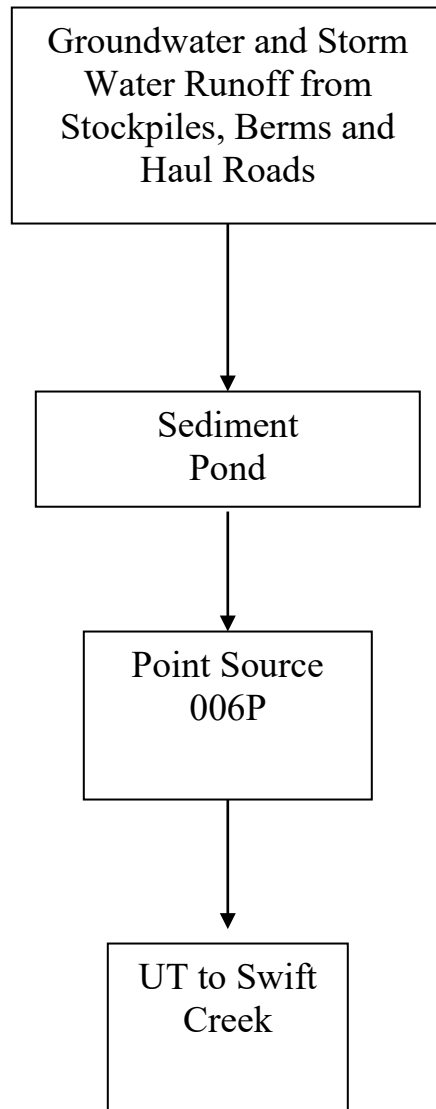 Groundwater and Storm
Water Runoff from
Stockpiles, Berms and
Haul Roads
Sediment
Pond
Point Source
006P
UT to Swift
Creek